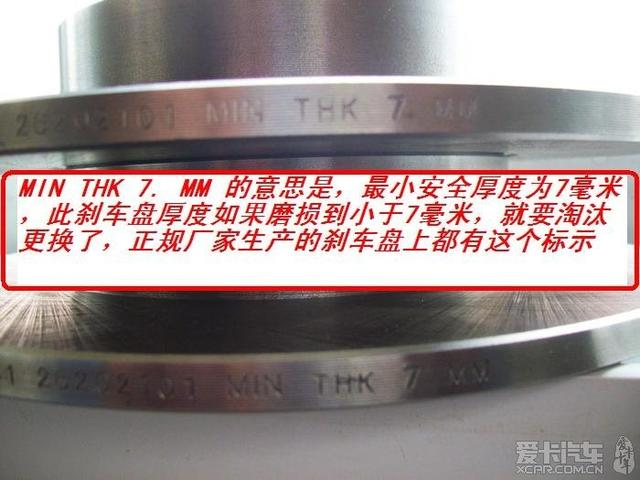 26202101 MIN THK 7. MM
MIN THK 7. MM 的意思是，最小安全厚度为7毫米
，此刹车盘厚度如果磨损到小于7毫米，就要淘汰
更换了，正规厂家生产的刹车盘上都有这个标示
26202101 MIN THK 7 MM
爱卡汽车
XCAR.COM.CN